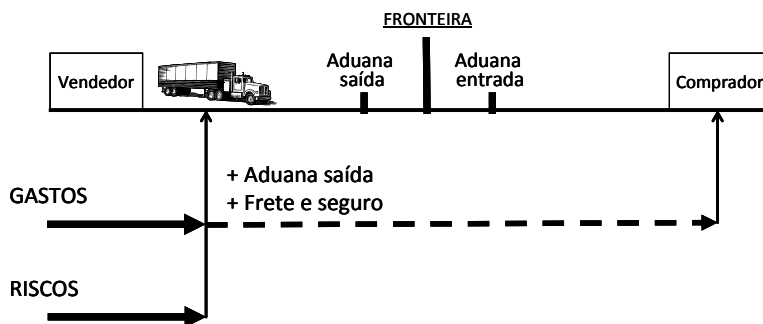 FRONTEIRA
Vendedor
Aduana
saída
Aduana
entrada
Comprador
+ Aduana saída
+ Frete e seguro
GASTOS
RISCOS